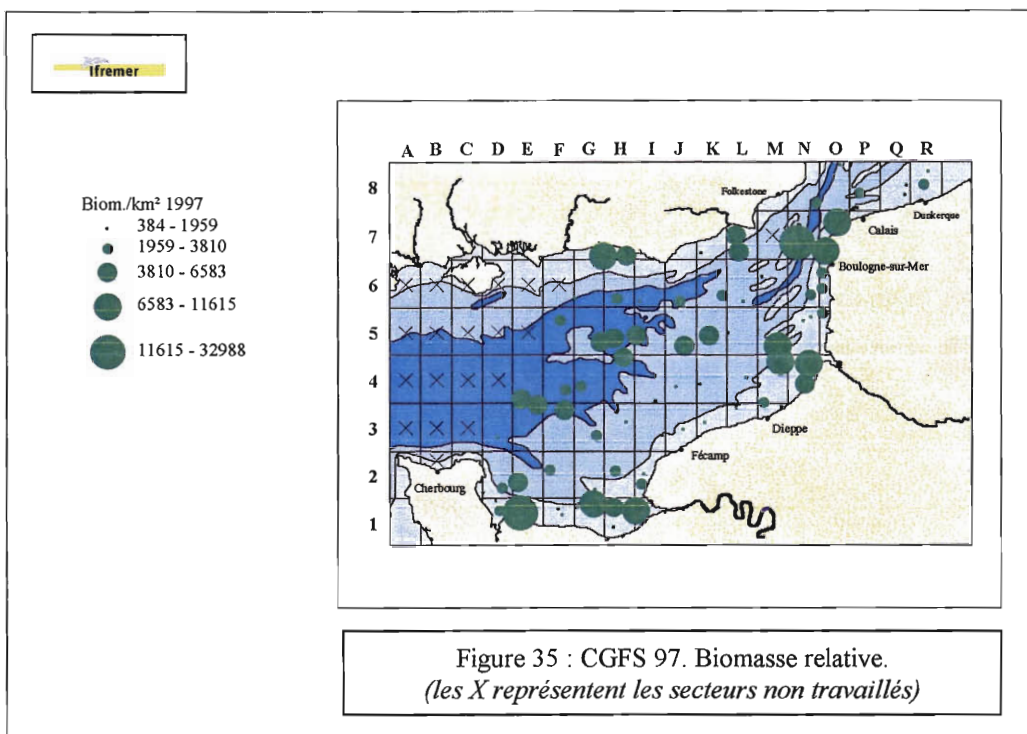 Ifremer
A B C D E F G H I J K L M N O P Q R
8
Folkestone
Dunkerque
Biom./km² 1997
384 - 1959
1959 - 3810
3810 - 6583
6583 - 11615
11615 - 32988
7
Calais
Boulogne-sur-Mer
6
5
4
3
Dieppe
Fécamp
2
Cherbourg
1
Figure 35 : CGFS 97. Biomasse relative.
(les X représentent les secteurs non travaillés)